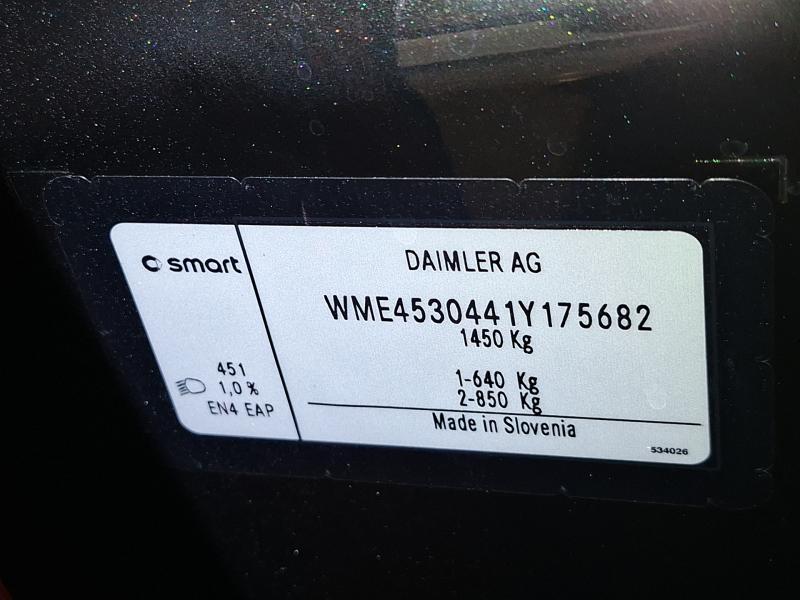 smart
451
1,0 %
EN4 EAP
DAIMLER AG
WME4530441Y175682
1450 Kg
1-640 Kg
2-850 Kg
Made in Slovenia
534026